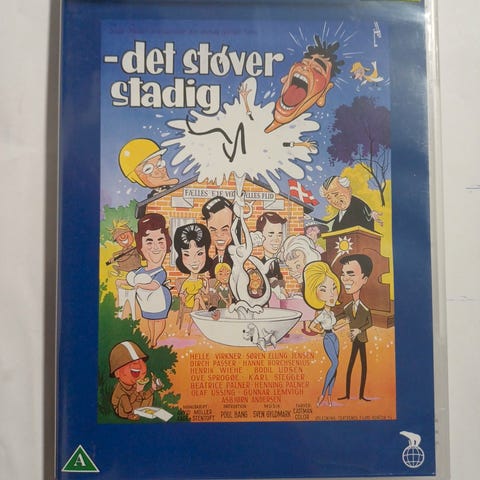 - det støver
stadig
FÆLLES EJE VED FÆLLES FLID
HELLE VIRKNER SØREN ELUNG JENSEN
DIRCH PASSER - HANNE BORCHSENIUS
HENRIK WIEHE - BODIL UDSEN
OVE SPROGØE - KARL STEGGER
BEATRICE PALNER - HENNING PALNER
OLAF USSING - GUNNAR LEMVIGH
ASBJØRN ANDERSEN
POUL BANG
SVEN GYLDMARK
EASTMAN
COLOR
A